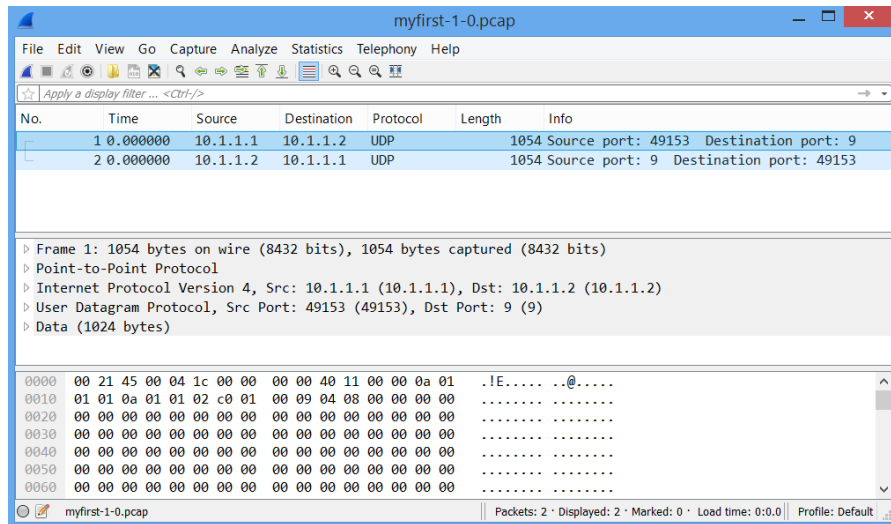 myfirst-1-0.pcap
File Edit View Go Capture Analyze Statistics Telephony Help
Apply a display filter ... <Ctrl-/>
No. Time Source Destination Protocol Length Info
1 0.000000 10.1.1.1 10.1.1.2 UDP 1054 Source port: 49153 Destination port: 9
2 0.000000 10.1.1.2 10.1.1.1 UDP 1054 Source port: 9 Destination port: 49153
Frame 1: 1054 bytes on wire (8432 bits), 1054 bytes captured (8432 bits)
Point-to-Point Protocol
Internet Protocol Version 4, Src: 10.1.1.1 (10.1.1.1), Dst: 10.1.1.2 (10.1.1.2)
User Datagram Protocol, Src Port: 49153 (49153), Dst Port: 9 (9)
Data (1024 bytes)
0000 00 21 45 00 04 1c 00 00 00 00 40 11 00 00 0a 01 .!E..... ..@.....
0010 01 01 0a 01 01 02 c0 01 00 09 04 08 00 00 00 00 ........ ........
0020 00 00 00 00 00 00 00 00 00 00 00 00 00 00 00 00 ........ ........
0030 00 00 00 00 00 00 00 00 00 00 00 00 00 00 00 00 ........ ........
0040 00 00 00 00 00 00 00 00 00 00 00 00 00 00 00 00 ........ ........
0050 00 00 00 00 00 00 00 00 00 00 00 00 00 00 00 00 ........ ........
0060 00 00 00 00 00 00 00 00 00 00 00 00 00 00 00 00 ........ ........
myfirst-1-0.pcap Packets: 2 · Displayed: 2 · Marked: 0 · Load time: 0:0.0 Profile: Default